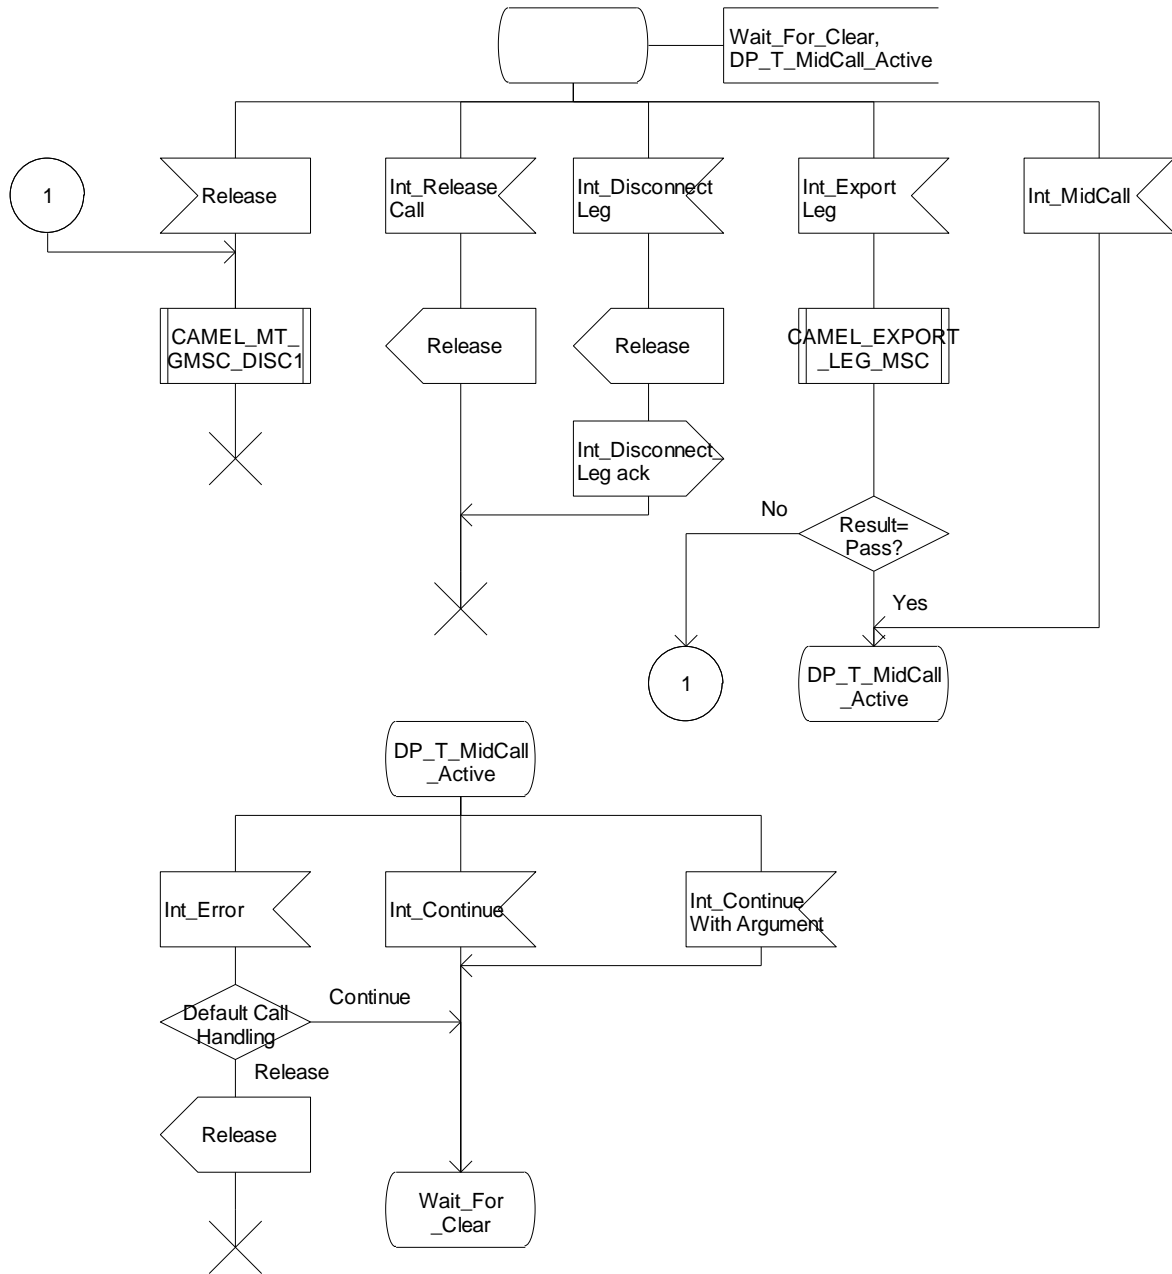 Wait_For_Clear,
DP_T_MidCall_Active
1
Release
Int_Release
Call
Int_Disconnect
Leg
Int_Export
Leg
Int_MidCall
CAMEL_MT_
GMSC_DISC1
Release
Release
CAMEL_EXPORT
_LEG_MSC
Int_Disconnect_
Leg ack
No
Result=
Pass?
Yes
1
DP_T_MidCall
_Active
DP_T_MidCall
_Active
Int_Error
Int_Continue
Int_Continue
With Argument
Default Call
Handling
Continue
Release
Release
Wait_For
_Clear